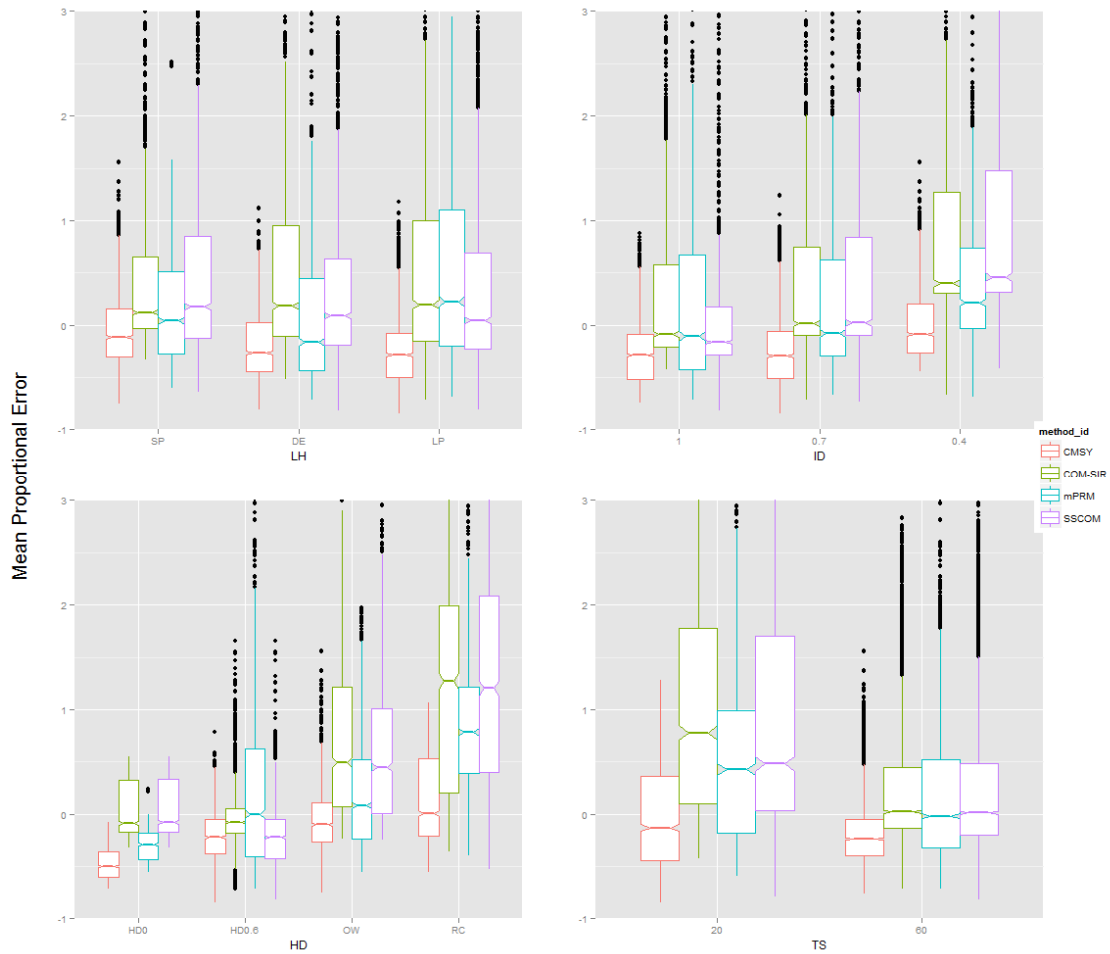 Mean Proportional Error
3
2
1
0
-1
SP DE LP
LH
3
2
1
0
-1
1 0.7 0.4
ID
method_id
CMSY
COM-SIR
mPRM
SSCOM
3
2
1
0
-1
HD0 HD0.6 OW RC
HD
3
2
1
0
-1
20 60
TS